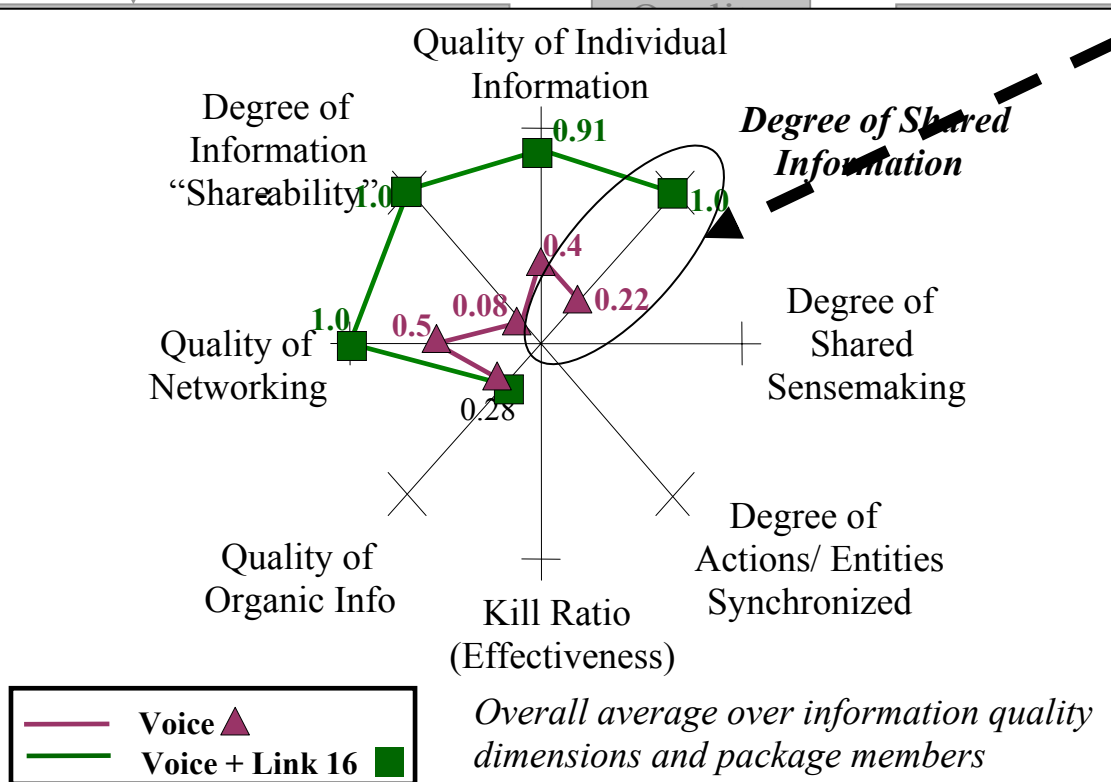 Quality of Individual
Information
Degree of
Information
“Shareability”
Degree of Shared
Information
0.91
1.0
1.0
0.4
0.22
0.08
0.5
1.0
0.28
Quality of
Networking
Degree of
Shared
Sensemaking
Quality of
Organic Info
Degree of
Actions/ Entities
Synchronized
Kill Ratio
(Effectiveness)
Voice
Voice + Link 16
Overall average over information quality
dimensions and package members